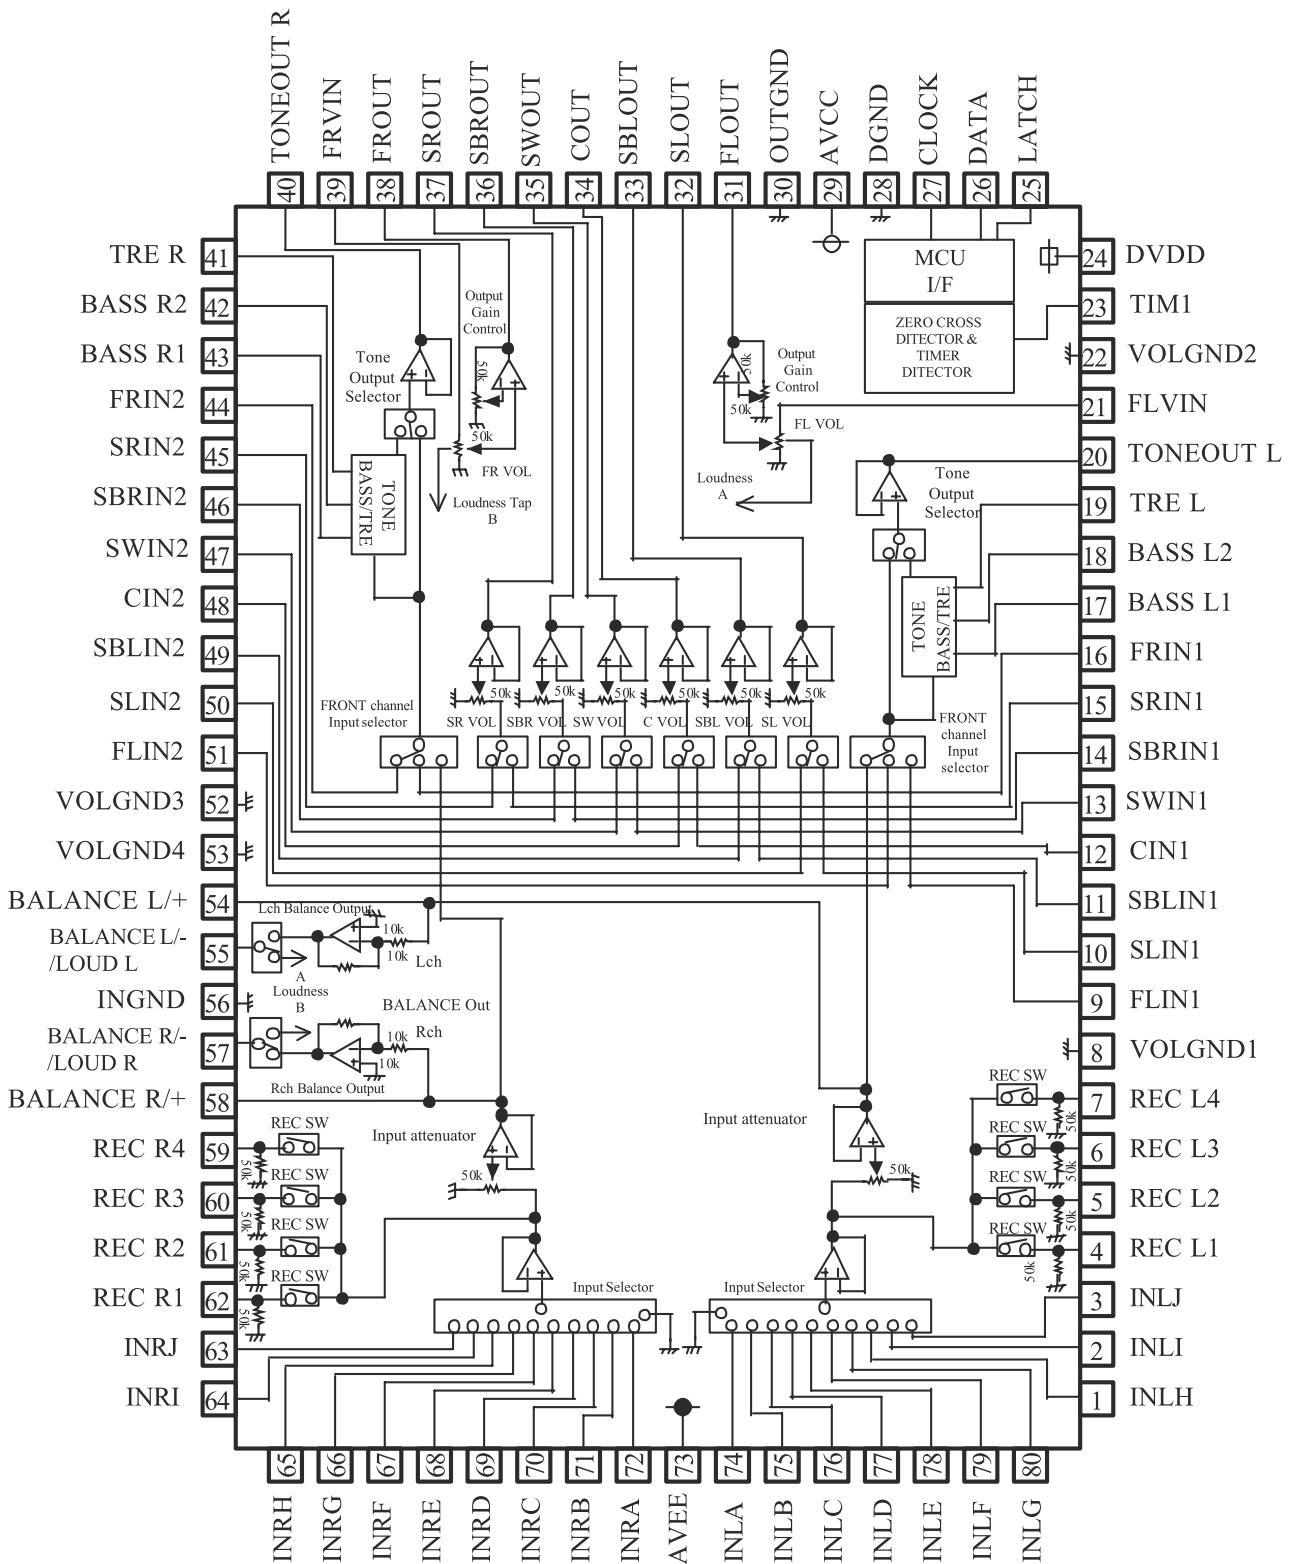 TONEOUT R
FRVIN
FROUT
SROUT
SBROUT
SWOUT
COUT
SBLOUT
SLOUT
FLOUT
OUTGND
AVCC
DGND
CLOCK
DATA
LATCH
40
39
38
37
36
35
34
33
32
31
30
29
28
27
26
25
TRE R
41
BASS R2
42
BASS R1
43
FRIN2
44
SRIN2
45
SBRIN2
46
SWIN2
47
CIN2
48
SBLIN2
49
SLIN2
50
FLIN2
51
VOLGND3
52
VOLGND4
53
BALANCE L/+
54
BALANCE L/-
/LOUD L
55
INGND
56
BALANCE R/-
/LOUD R
57
BALANCE R/+
58
REC R4
59
REC R3
60
REC R2
61
REC R1
62
INRJ
63
INRI
64
24
DVDD
23
TIM1
22
VOLGND2
21
FLVIN
20
TONEOUT L
19
TRE L
18
BASS L2
17
BASS L1
16
FRIN1
15
SRIN1
14
SBRIN1
13
SWIN1
12
CIN1
11
SBLIN1
10
SLIN1
9
FLIN1
8
VOLGND1
7
REC L4
6
REC L3
5
REC L2
4
REC L1
3
INLJ
2
INLI
1
INLH
MCU
I/F
ZERO CROSS
DITECTOR &
TIMER
DITECTOR
Output
Gain
Control
Tone
Output
Selector
50k
50k
FR VOL
Loudness Tap
B
TONE
BASS/TRE
Output
Gain
Control
50k
50k
FL VOL
Loudness
A
Tone
Output
Selector
TONE
BASS/TRE
FRONT channel
Input selector
50k
50k
50k
50k
50k
50k
SR VOL
SBR VOL
SW VOL
C VOL
SBL VOL
SL VOL
FRONT
channel
Input
selector
Lch Balance Output
10k
10k
Lch
A
Loudness
B
BALANCE Out
Rch
10k
10k
Rch Balance Output
REC SW
50k
REC SW
50k
REC SW
50k
REC SW
50k
Input attenuator
50k
Input attenuator
50k
REC SW
50k
REC SW
50k
REC SW
50k
REC SW
50k
Input Selector
Input Selector
65
66
67
68
69
70
71
72
73
74
75
76
77
78
79
80
INRH
INRG
INRF
INRE
INRD
INRC
INRB
INRA
AVEE
INLA
INLB
INLC
INLD
INLE
INLF
INLG